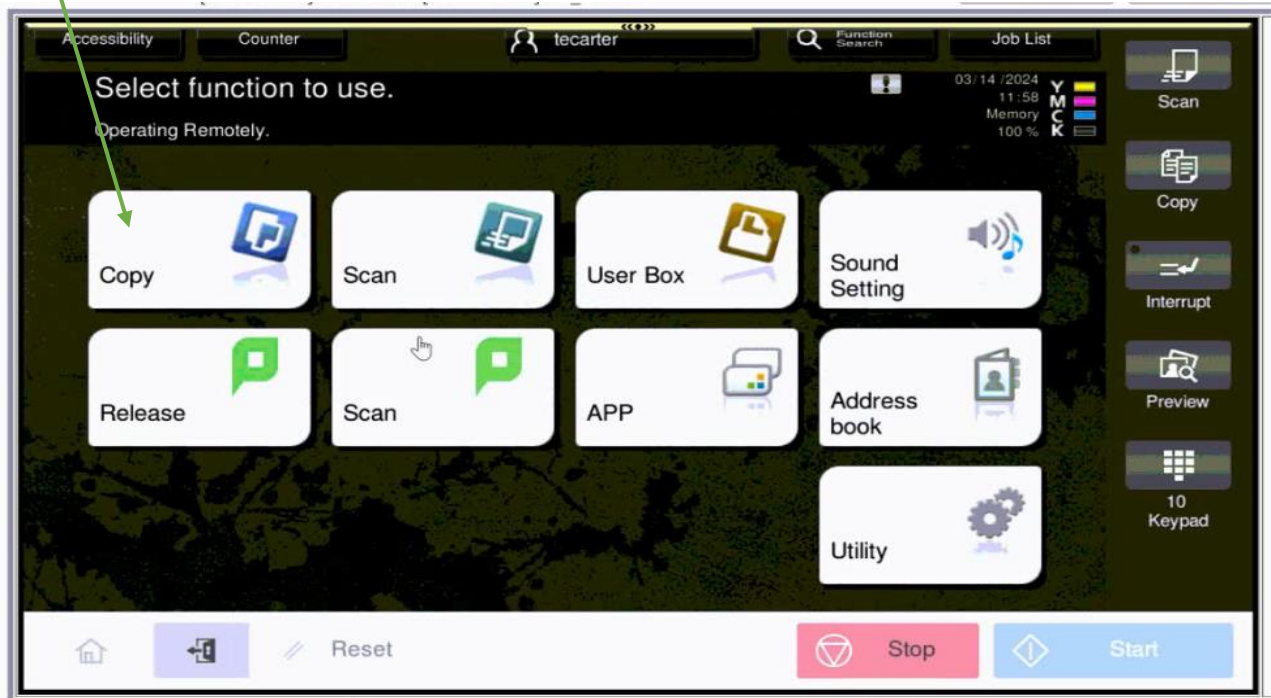 Accessibility
Counter
tecarter
Function
Search
Job List
Select function to use.
Operating Remotely.
03/14 /2024
11:58
Memory
100 %
Y
M
C
K
Scan
Copy
Interrupt
Preview
10
Keypad
Copy
Scan
User Box
Sound
Setting
Release
Scan
APP
Address
book
Utility
Reset
Stop
Start